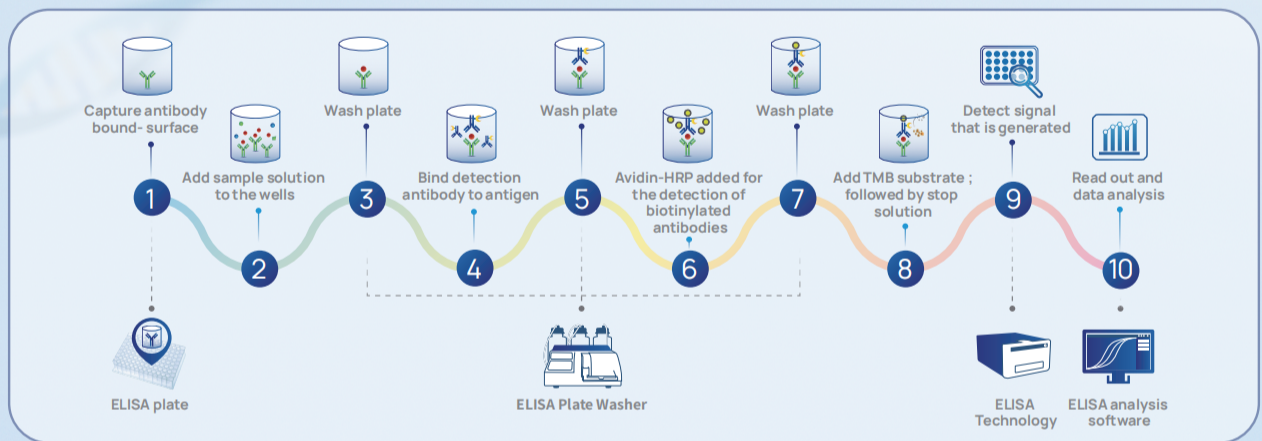 Capture antibody
bound- surface
Add sample solution
to the wells
Wash plate
Bind detection
antibody to antigen
Wash plate
Avidin-HRP added for
the detection of
biotinylated
antibodies
Wash plate
Add TMB substrate ;
followed by stop
solution
Detect signal
that is generated
Read out and
data analysis
1
2
3
4
5
6
7
8
9
10
ELISA plate
ELISA Plate Washer
ELISA
Technology
ELISA analysis
software